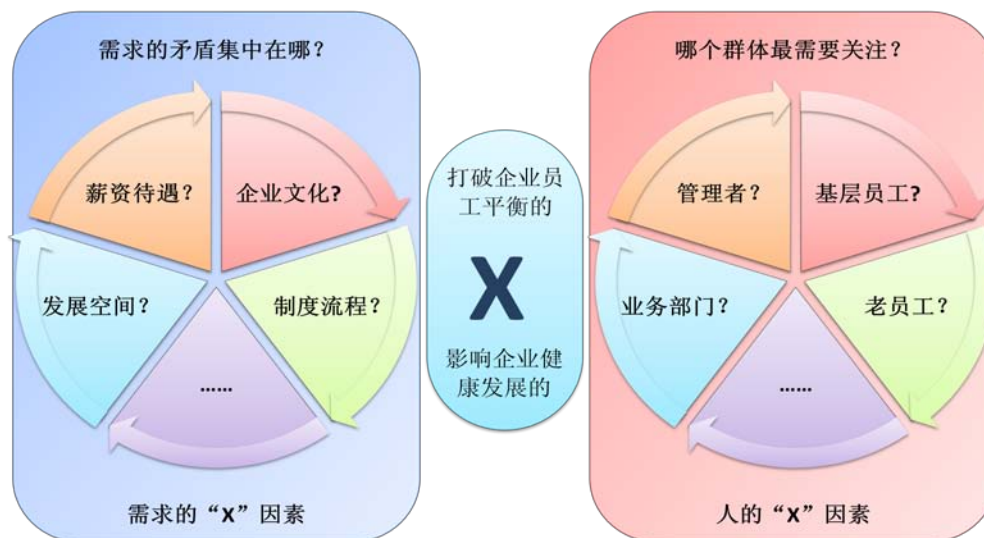 需求的矛盾集中在哪？
薪资待遇？
企业文化?
发展空间？
制度流程？
……
需求的“X”因素
打破企业员
工平衡的
X
影响企业健
康发展的
哪个群体最需要关注？
管理者？
基层员工?
业务部门？
老员工？
……
人的“X”因素